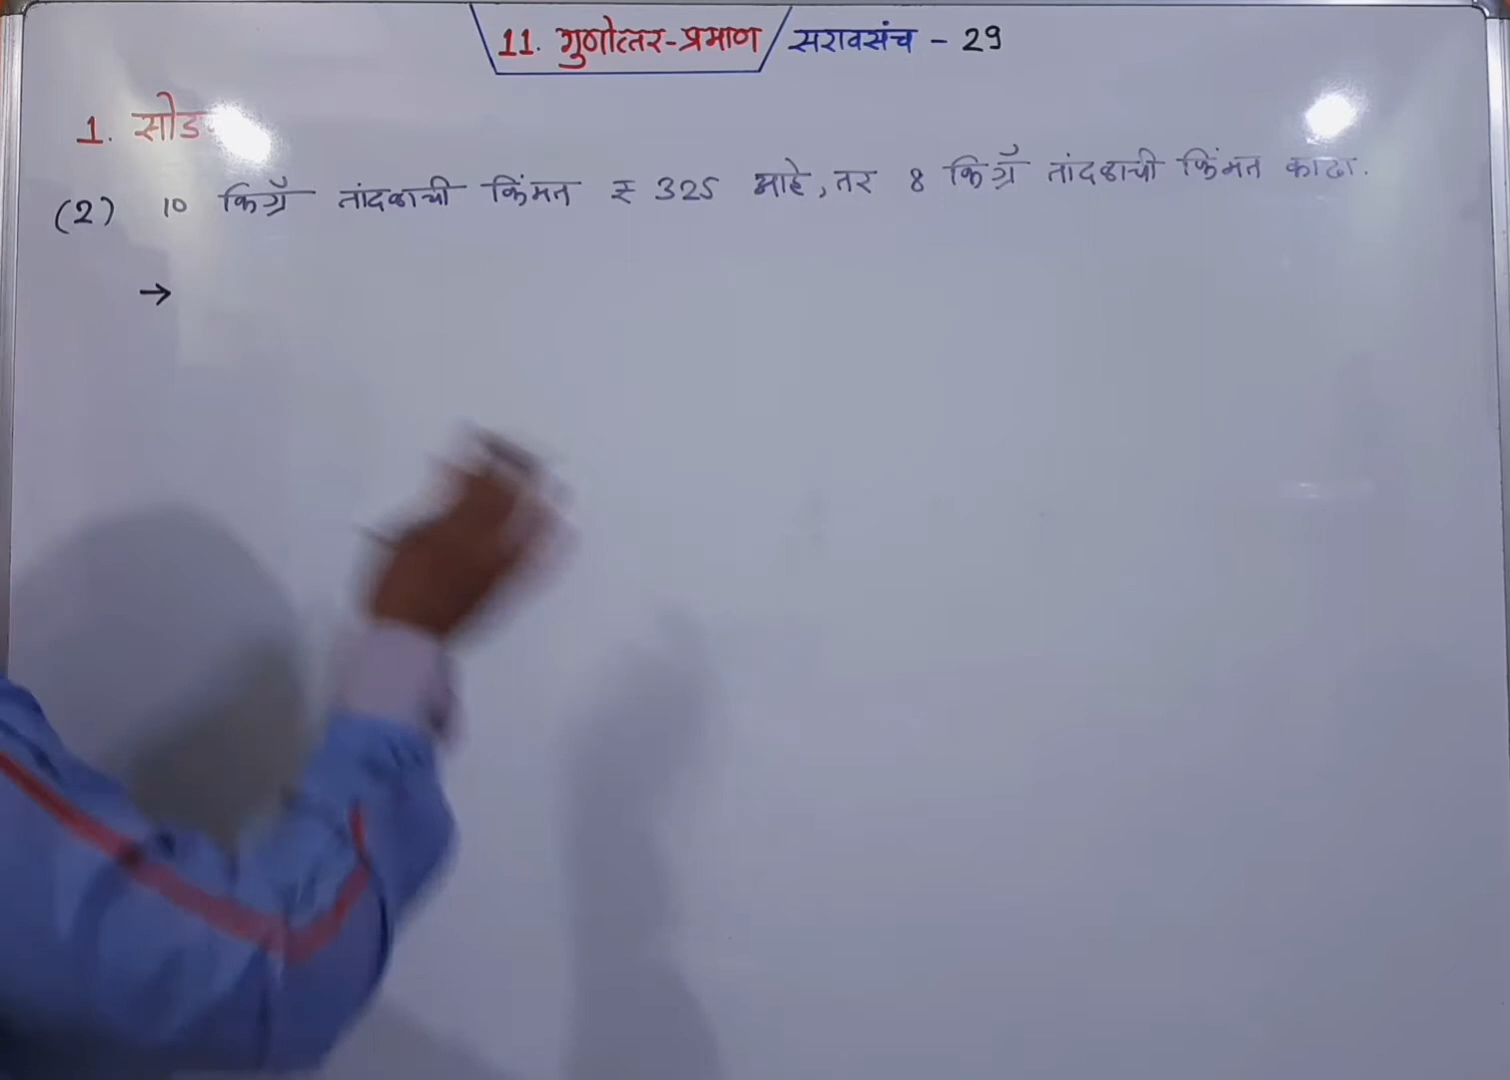 11. गुणोत्तर-प्रमाण / सरावसंच - 29
1. सोड
(2) 10 किग्रॅ तांदळाची किंमत ₹ 325 आहे, तर 8 किग्रॅ तांदळाची किंमत काढा.
→